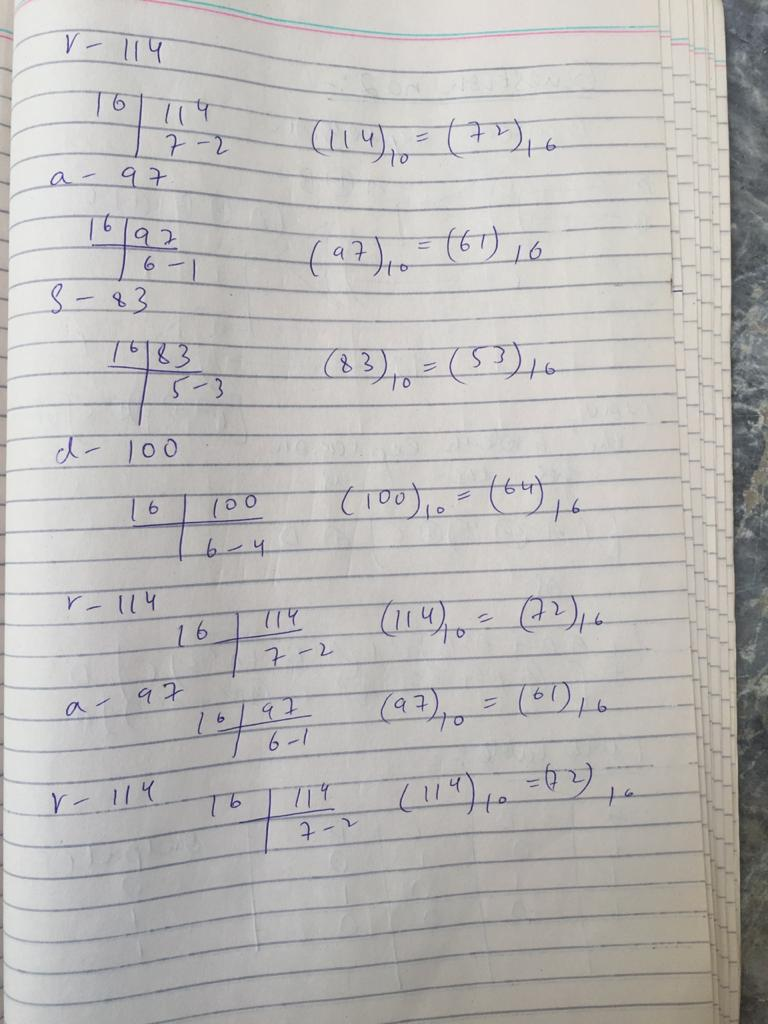 r - 114
16 | 114
7 - 2 (114)10 = (72)16
a - 97
16 | 97
6 - 1 (97)10 = (61)16
S - 83
16 | 83
5 - 3 (83)10 = (53)16
d - 100
16 | 100 (100)10 = (64)16
6 - 4
r - 114
16 | 114 (114)10 = (72)16
7 - 2
a - 97
16 | 97 (97)10 = (61)16
6 - 1
r - 114 16 | 114 (114)10 = (72)16
7 - 2